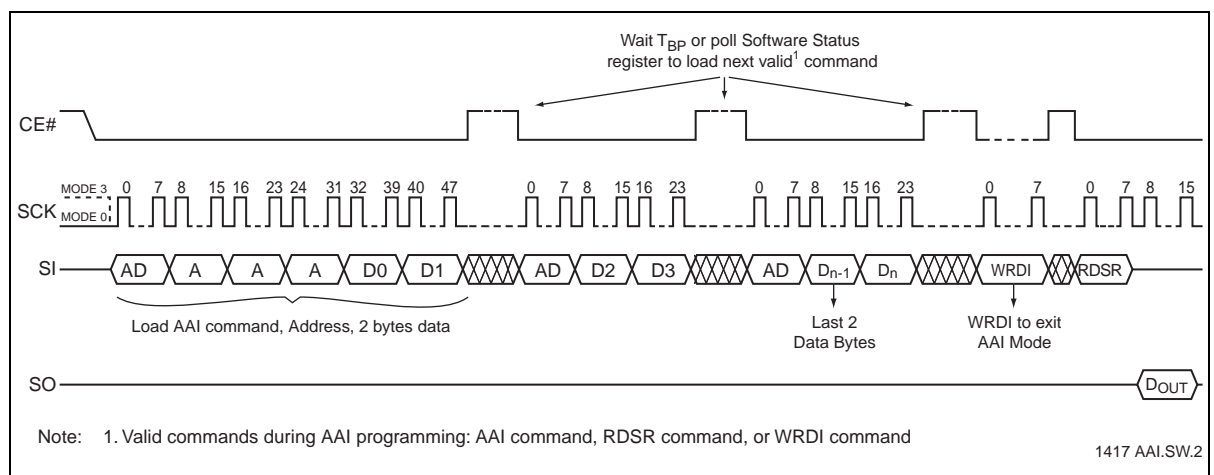 Wait TBP or poll Software Status
register to load next valid1 command
CE#
MODE 3 0 7 8 15 16 23 24 31 32 39 40 47 0 7 8 15 16 23 0 7 8 15 16 23 0 7 0 7 8 15
SCK MODE 0
SI AD A A A D0 D1 AD D2 D3 AD Dn-1 Dn WRDI RDSR
Load AAI command, Address, 2 bytes data
Last 2
Data Bytes
WRDI to exit
AAI Mode
SO DOUT
Note: 1. Valid commands during AAI programming: AAI command, RDSR command, or WRDI command
1417 AAI.SW.2